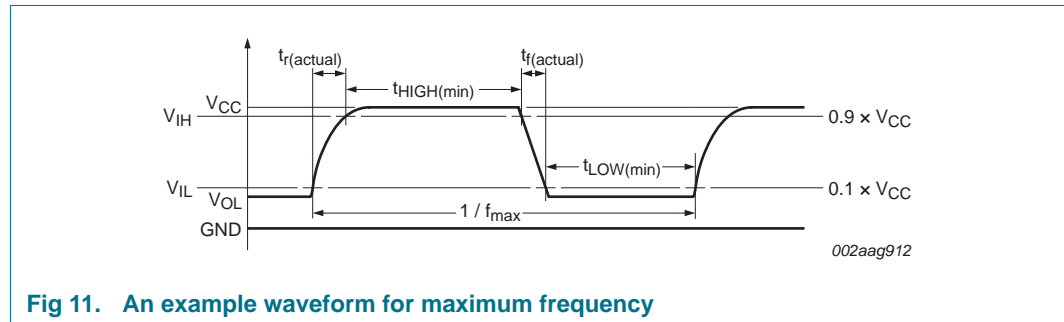 tr(actual)
tf(actual)
tHIGH(min)
VCC
VIH
0.9 × VCC
tLOW(min)
VIL
0.1 × VCC
VOL
1 / fmax
GND
002aag912
Fig 11. An example waveform for maximum frequency